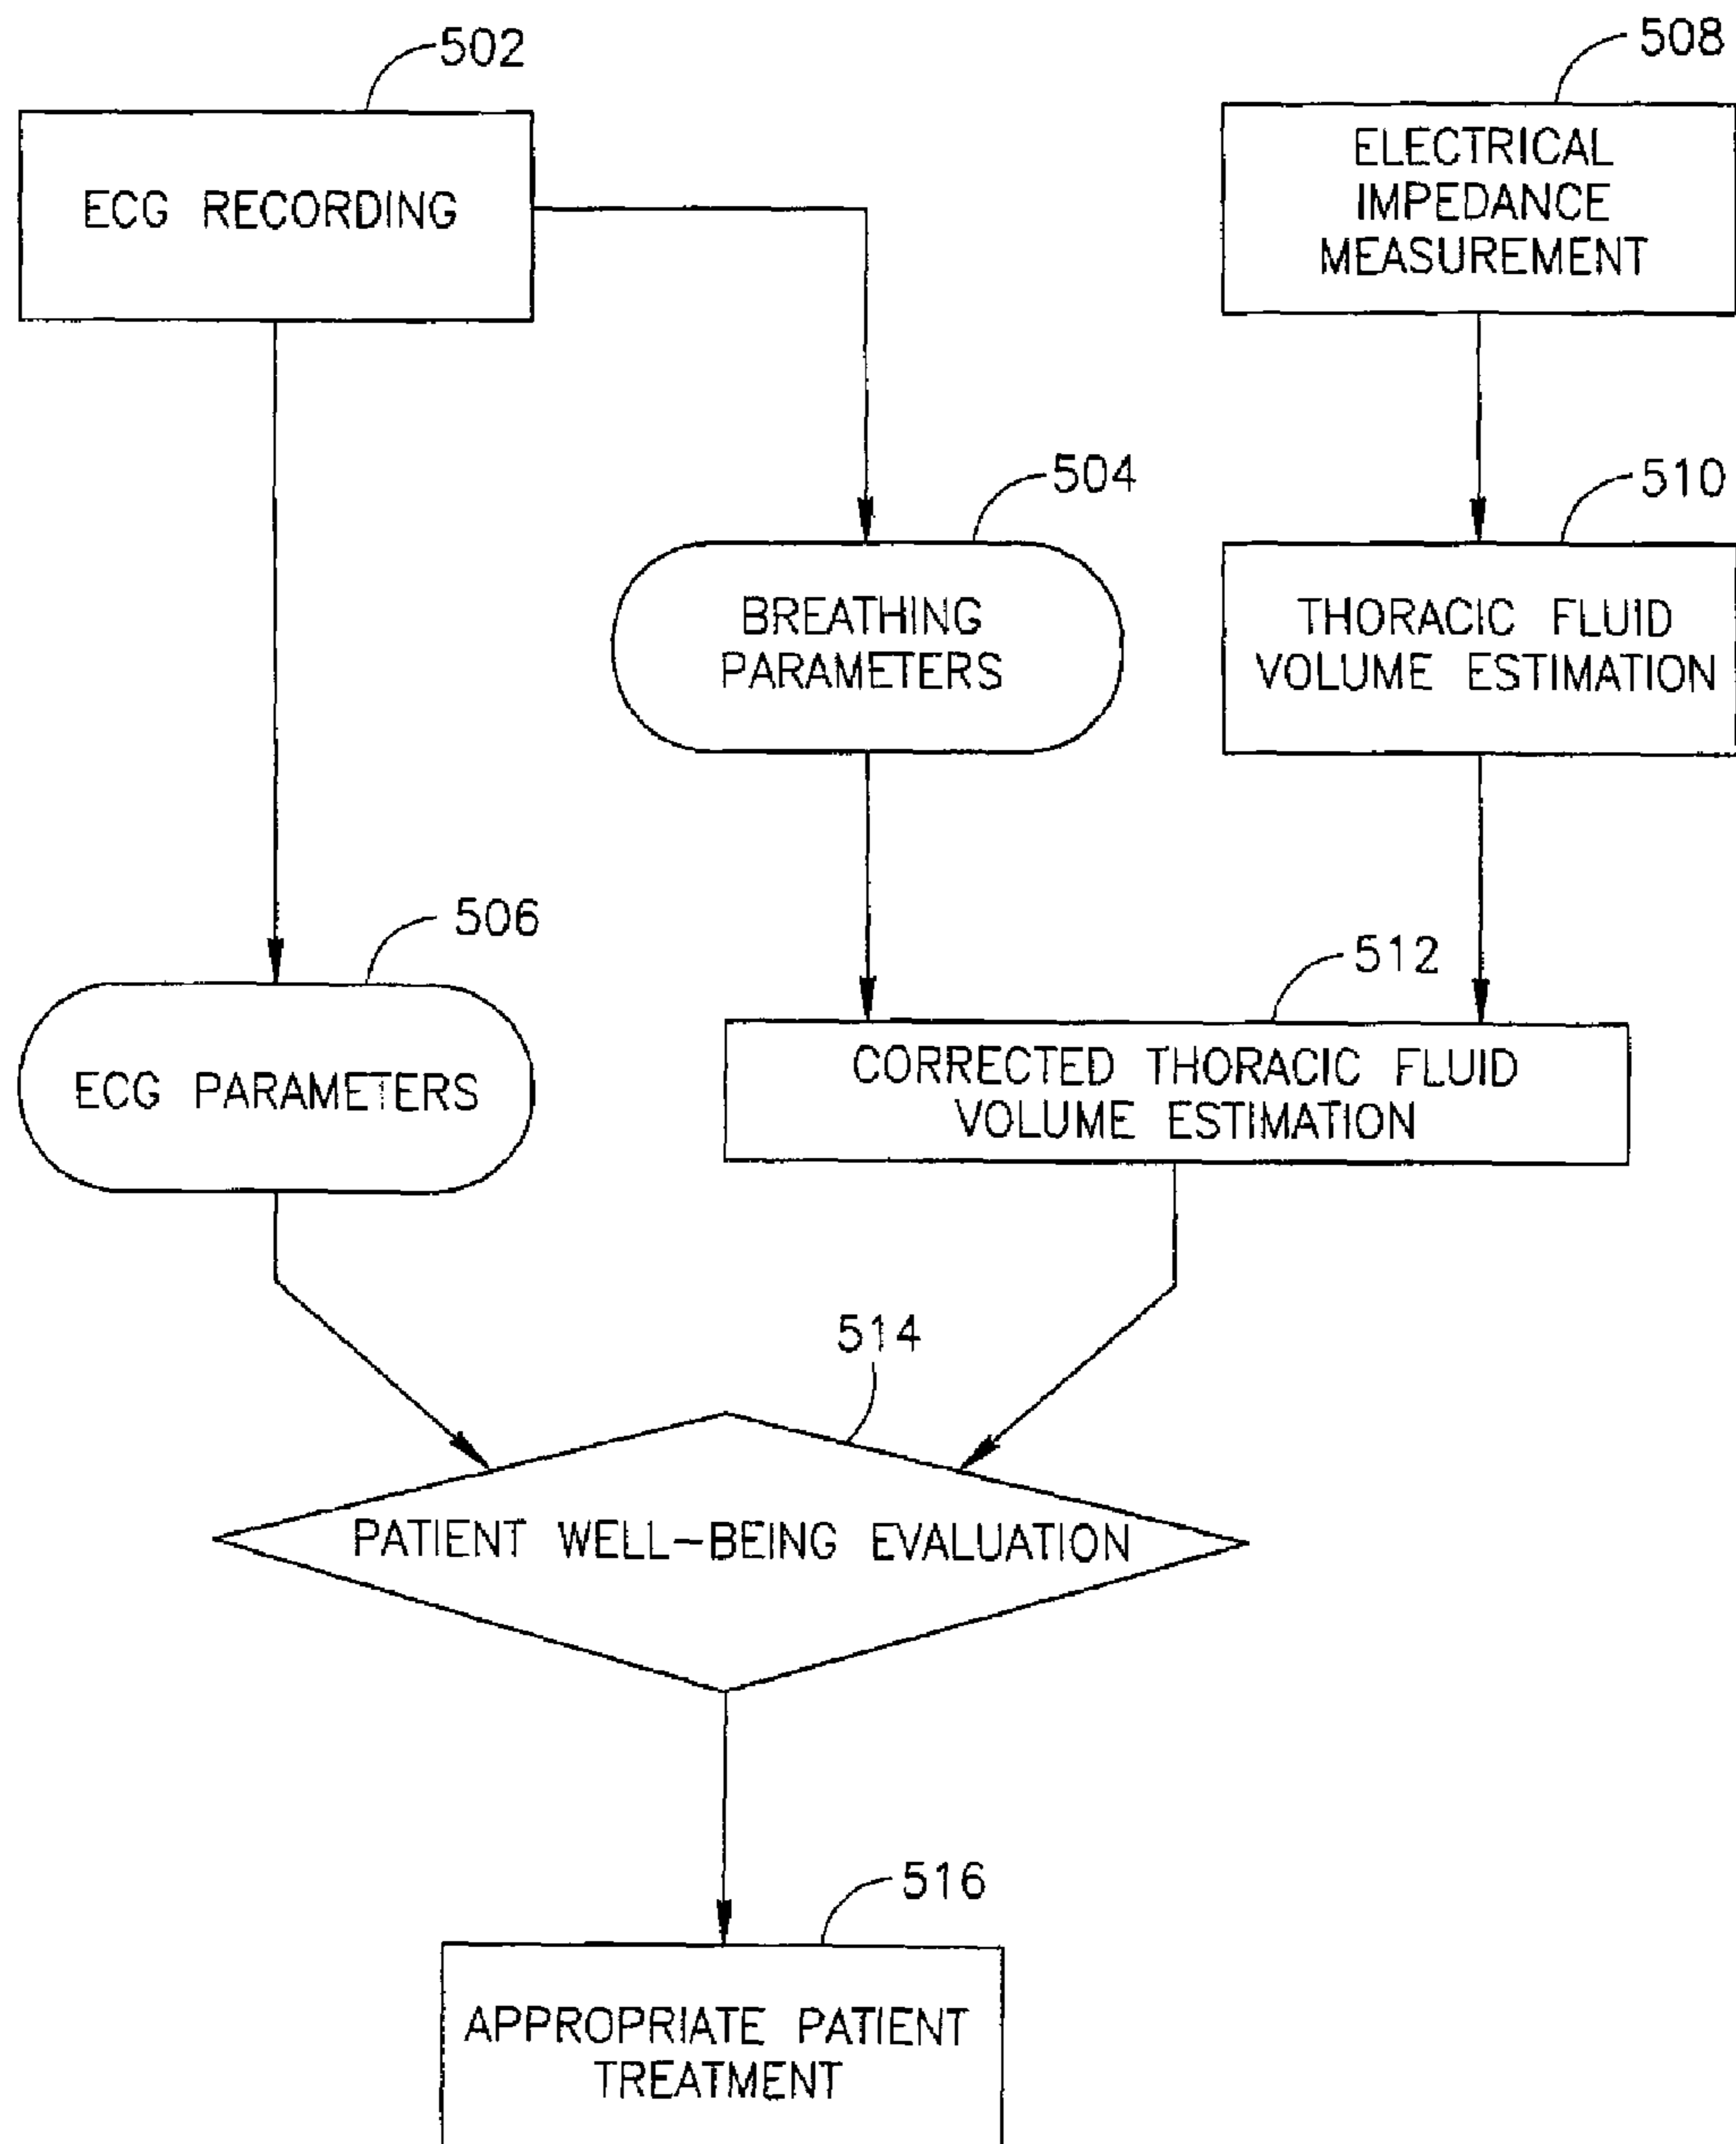 502
ECG RECORDING
508
ELECTRICAL
IMPEDANCE
MEASUREMENT
504
BREATHING
PARAMETERS
510
THORACIC FLUID
VOLUME ESTIMATION
506
ECG PARAMETERS
512
CORRECTED THORACIC FLUID
VOLUME ESTIMATION
514
PATIENT WELL-BEING EVALUATION
516
APPROPRIATE PATIENT
TREATMENT